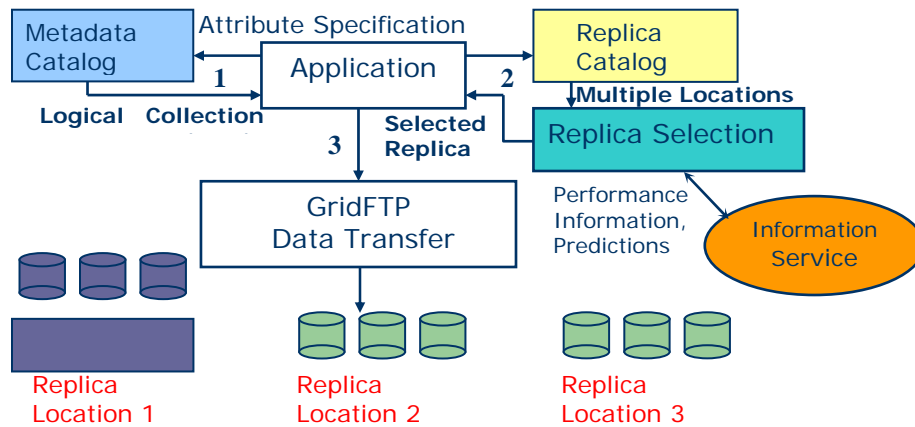 Metadata
Catalog
Attribute Specification
Application
Replica
Catalog
1
2
Logical Collection
Multiple Locations
3
Selected
Replica
Replica Selection
GridFTP
Data Transfer
Performance
Information,
Predictions
Information
Service
Replica
Location 1
Replica
Location 2
Replica
Location 3